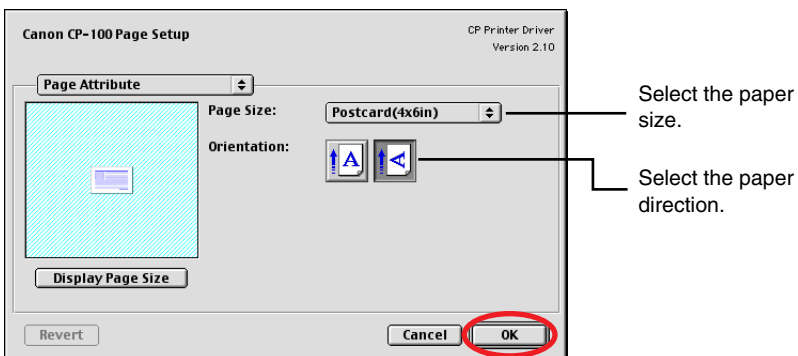 Canon CP-100 Page Setup
CP Printer Driver
Version 2.10
Page Attribute
Page Size:
Postcard(4x6in)
Orientation:
A
A
Display Page Size
Revert
Cancel
OK
Select the paper
size.
Select the paper
direction.